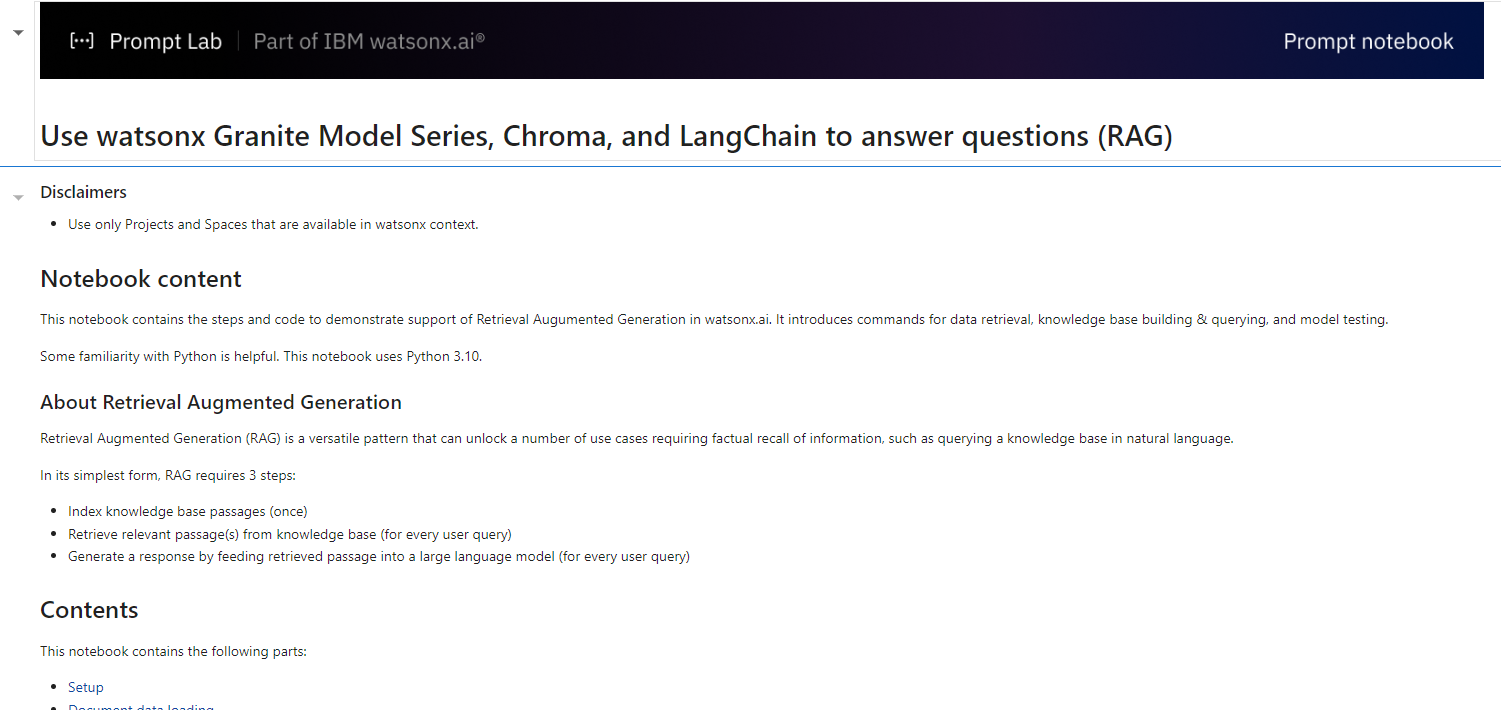 [···] Prompt Lab | Part of IBM watsonx.ai®
Prompt notebook
Use watsonx Granite Model Series, Chroma, and LangChain to answer questions (RAG)
Disclaimers
• Use only Projects and Spaces that are available in watsonx context.
Notebook content
This notebook contains the steps and code to demonstrate support of Retrieval Augumented Generation in watsonx.ai. It introduces commands for data retrieval, knowledge base building & querying, and model testing.
Some familiarity with Python is helpful. This notebook uses Python 3.10.
About Retrieval Augmented Generation
Retrieval Augmented Generation (RAG) is a versatile pattern that can unlock a number of use cases requiring factual recall of information, such as querying a knowledge base in natural language.
In its simplest form, RAG requires 3 steps:
• Index knowledge base passages (once)
• Retrieve relevant passage(s) from knowledge base (for every user query)
• Generate a response by feeding retrieved passage into a large language model (for every user query)
Contents
This notebook contains the following parts:
• Setup
• Document data loading